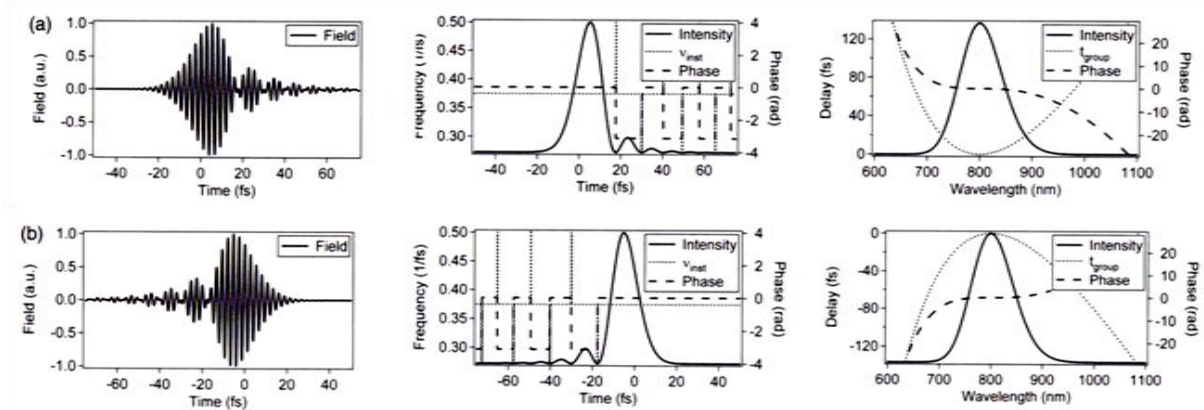 (a)
1.0
0.5
0.0
-0.5
-1.0
Field (a.u.)
Field
-40 -20 0 20 40 60
Time (fs)
0.50
0.45
0.40
0.35
0.30
4
3
2
1
0
-1
-2
-3
-4
Phase (rad)
Intensity
νinst
Phase
-40 -20 0 20 40 60
Time (fs)
120
80
40
0
Delay (fs)
20
10
0
-10
-20
Phase (rad)
Intensity
tgroup
Phase
600 700 800 900 1000 1100
Wavelength (nm)
(b)
1.0
0.5
0.0
-0.5
-1.0
Field (a.u.)
Field
-60 -40 -20 0 20 40
Time (fs)
0.50
0.45
0.40
0.35
0.30
Frequency (1/fs)
4
2
0
-2
-4
Phase (rad)
Intensity
νinst
Phase
-60 -40 -20 0 20 40
Time (fs)
0
-40
-80
-120
Delay (fs)
20
10
0
-10
-20
Phase (rad)
Intensity
tgroup
Phase
600 700 800 900 1000 1100
Wavelength (nm)